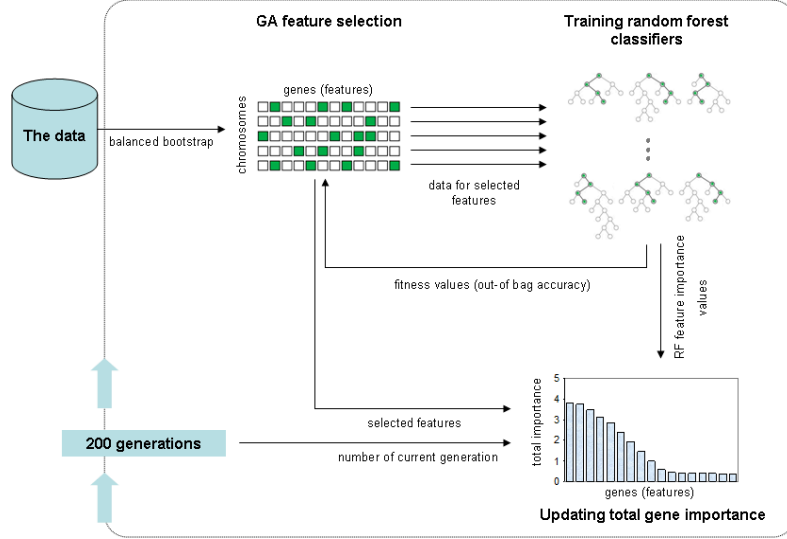 GA feature selection
Training random forest
classifiers
genes (features)
chromosomes
The data
balanced bootstrap
data for selected
features
fitness values (out-of bag accuracy)
RF feature importance
values
selected features
200 generations
number of current generation
total importance
5
4
3
2
1
0
genes (features)
Updating total gene importance